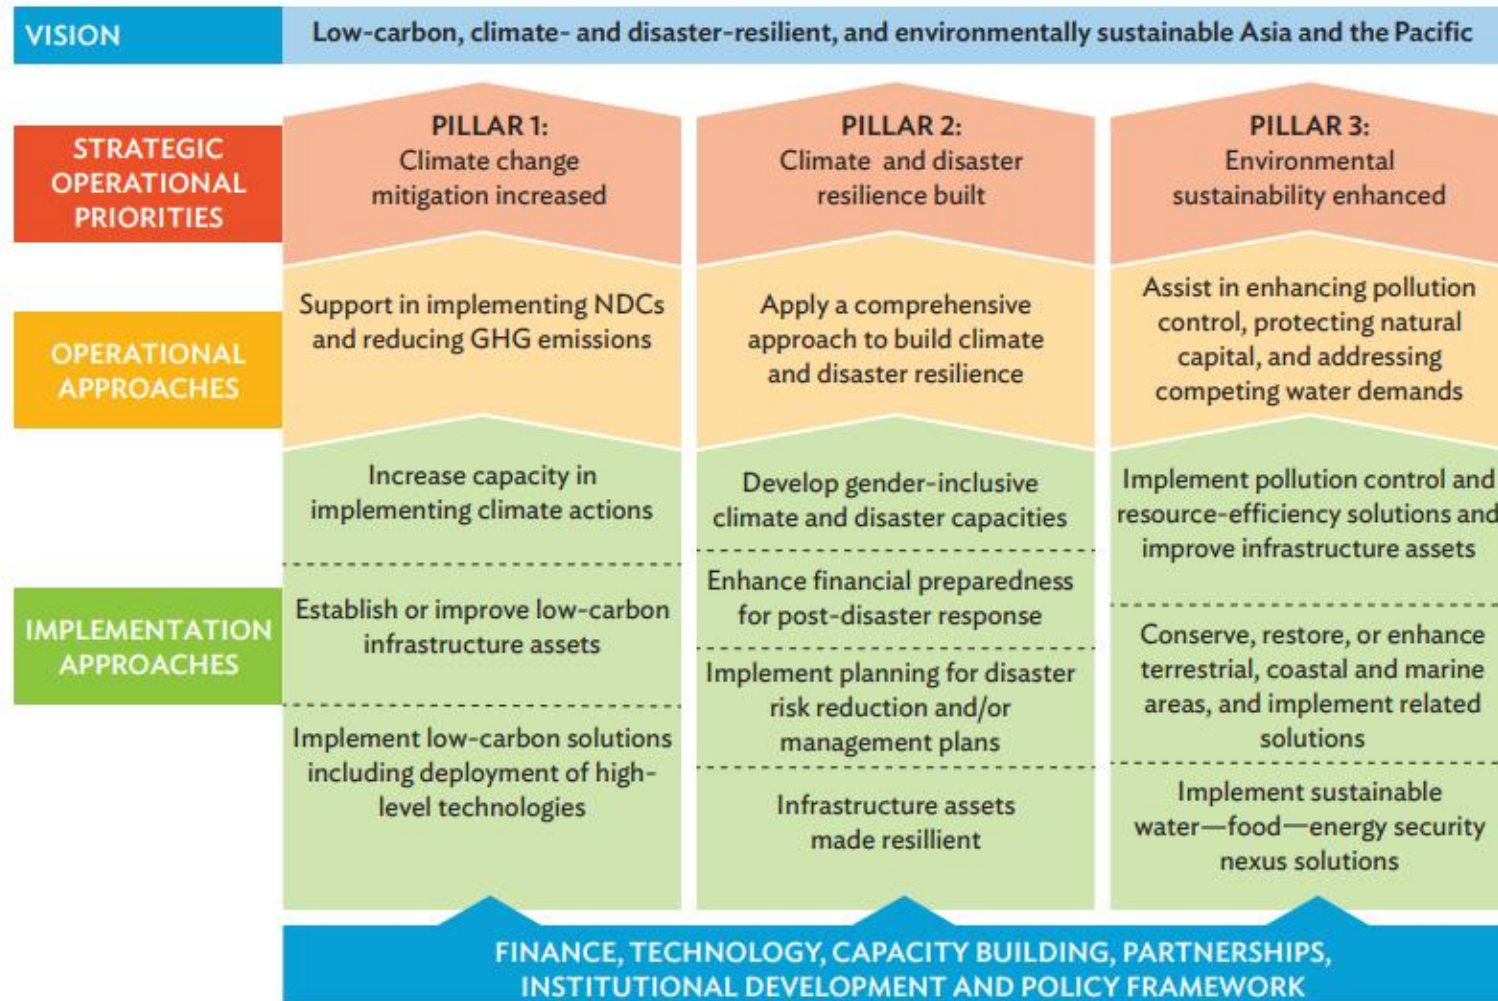 VISION
Low-carbon, climate- and disaster-resilient, and environmentally sustainable Asia and the Pacific
STRATEGIC
OPERATIONAL
PRIORITIES
PILLAR 1:
Climate change
mitigation increased
PILLAR 2:
Climate and disaster
resilience built
PILLAR 3:
Environmental
sustainability enhanced
OPERATIONAL
APPROACHES
Support in implementing NDCs
and reducing GHG emissions
Apply a comprehensive
approach to build climate
and disaster resilience
Assist in enhancing pollution
control, protecting natural
capital, and addressing
competing water demands
IMPLEMENTATION
APPROACHES
Increase capacity in
implementing climate actions
Establish or improve low-carbon
infrastructure assets
Implement low-carbon solutions
including deployment of high-
level technologies
Develop gender-inclusive
climate and disaster capacities
Enhance financial preparedness
for post-disaster response
Implement planning for disaster
risk reduction and/or
management plans
Infrastructure assets
made resillient
Implement pollution control and
resource-efficiency solutions and
improve infrastructure assets
Conserve, restore, or enhance
terrestrial, coastal and marine
areas, and implement related
solutions
Implement sustainable
water—food—energy security
nexus solutions
FINANCE, TECHNOLOGY, CAPACITY BUILDING, PARTNERSHIPS,
INSTITUTIONAL DEVELOPMENT AND POLICY FRAMEWORK